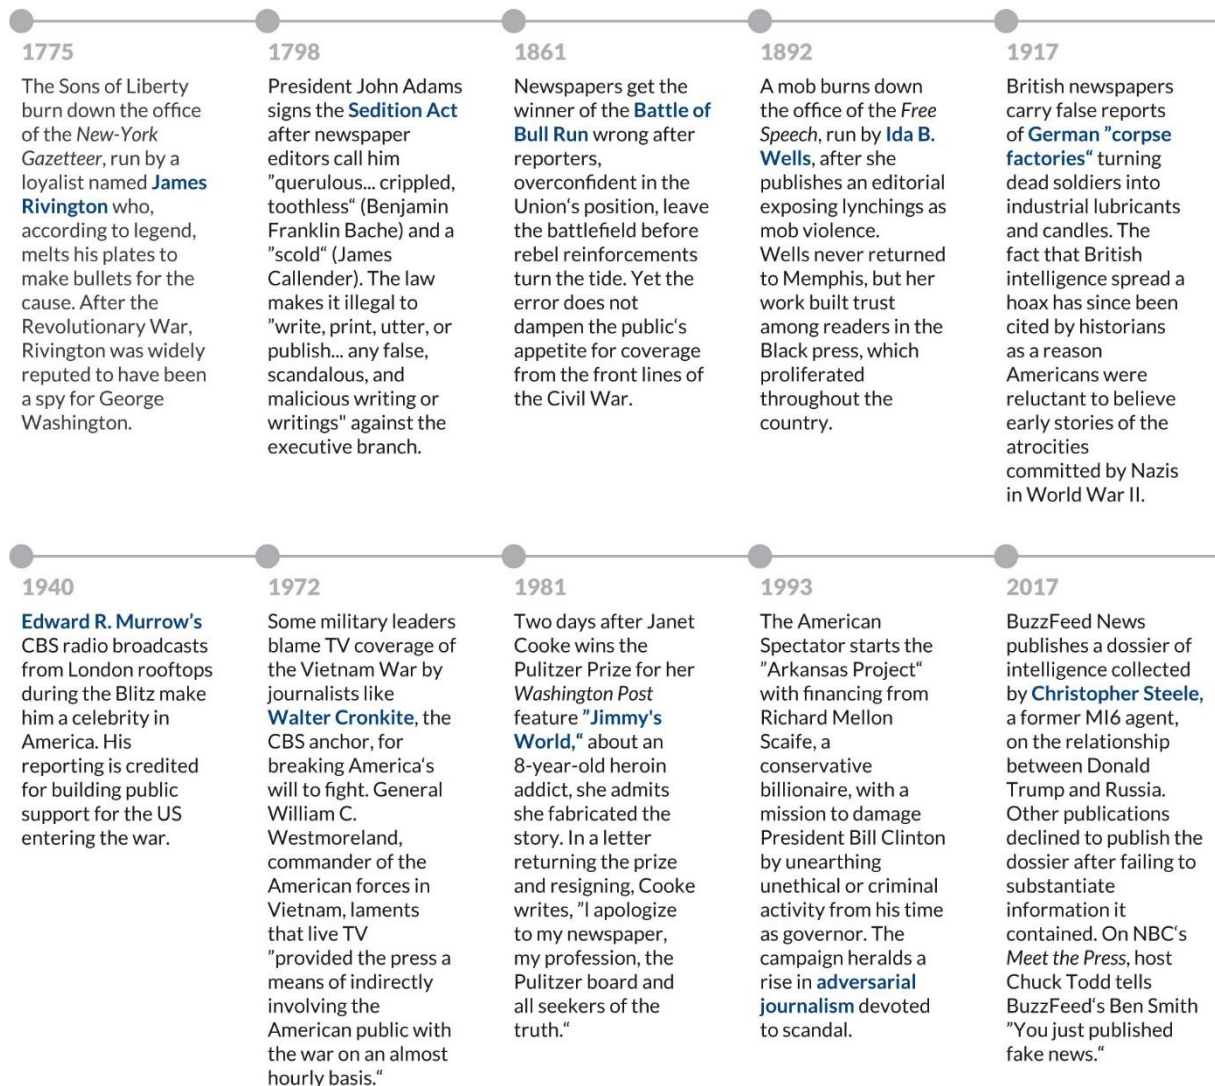 1775
The Sons of Liberty
burn down the office
of the New-York
Gazetteer, run by a
loyalist named James
Rivington who,
according to legend,
melts his plates to
make bullets for the
cause. After the
Revolutionary War,
Rivington was widely
reputed to have been
a spy for George
Washington.
1798
President John Adams
signs the Sedition Act
after newspaper
editors call him
”querulous... crippled,
toothless“ (Benjamin
Franklin Bache) and a
”scold“ (James
Callender). The law
makes it illegal to
”write, print, utter, or
publish... any false,
scandalous, and
malicious writing or
writings" against the
executive branch.
1861
Newspapers get the
winner of the Battle of
Bull Run wrong after
reporters,
overconfident in the
Union‘s position, leave
the battlefield before
rebel reinforcements
turn the tide. Yet the
error does not
dampen the public‘s
appetite for coverage
from the front lines of
the Civil War.
1892
A mob burns down
the office of the Free
Speech, run by Ida B.
Wells, after she
publishes an editorial
exposing lynchings as
mob violence.
Wells never returned
to Memphis, but her
work built trust
among readers in the
Black press, which
proliferated
throughout the
country.
1917
British newspapers
carry false reports
of German ”corpse
factories“ turning
dead soldiers into
industrial lubricants
and candles. The
fact that British
intelligence spread a
hoax has since been
cited by historians
as a reason
Americans were
reluctant to believe
early stories of the
atrocities
committed by Nazis
in World War II.
1940
Edward R. Murrow’s
CBS radio broadcasts
from London rooftops
during the Blitz make
him a celebrity in
America. His
reporting is credited
for building public
support for the US
entering the war.
1972
Some military leaders
blame TV coverage of
the Vietnam War by
journalists like
Walter Cronkite, the
CBS anchor, for
breaking America‘s
will to fight. General
William C.
Westmoreland,
commander of the
American forces in
Vietnam, laments
that live TV
”provided the press a
means of indirectly
involving the
American public with
the war on an almost
hourly basis.“
1981
Two days after Janet
Cooke wins the
Pulitzer Prize for her
Washington Post
feature ”Jimmy's
World,“ about an
8-year-old heroin
addict, she admits
she fabricated the
story. In a letter
returning the prize
and resigning, Cooke
writes, ”I apologize
to my newspaper,
my profession, the
Pulitzer board and
all seekers of the
truth.“
1993
The American
Spectator starts the
”Arkansas Project“
with financing from
Richard Mellon
Scaife, a
conservative
billionaire, with a
mission to damage
President Bill Clinton
by unearthing
unethical or criminal
activity from his time
as governor. The
campaign heralds a
rise in adversarial
journalism devoted
to scandal.
2017
BuzzFeed News
publishes a dossier of
intelligence collected
by Christopher Steele,
a former MI6 agent,
on the relationship
between Donald
Trump and Russia.
Other publications
declined to publish the
dossier after failing to
substantiate
information it
contained. On NBC‘s
Meet the Press, host
Chuck Todd tells
BuzzFeed‘s Ben Smith
”You just published
fake news.“